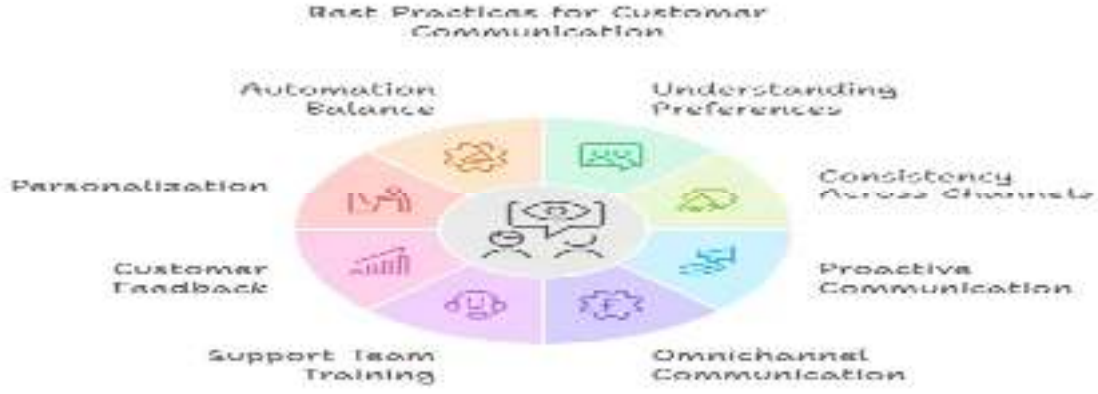 Best Practices for Customer
Communication
Automation
Balance
Understanding
Preferences
Personalization
Consistency
Across Channels
Customer
Feedback
Proactive
Communication
Support Team
Training
Omnichannel
Communication